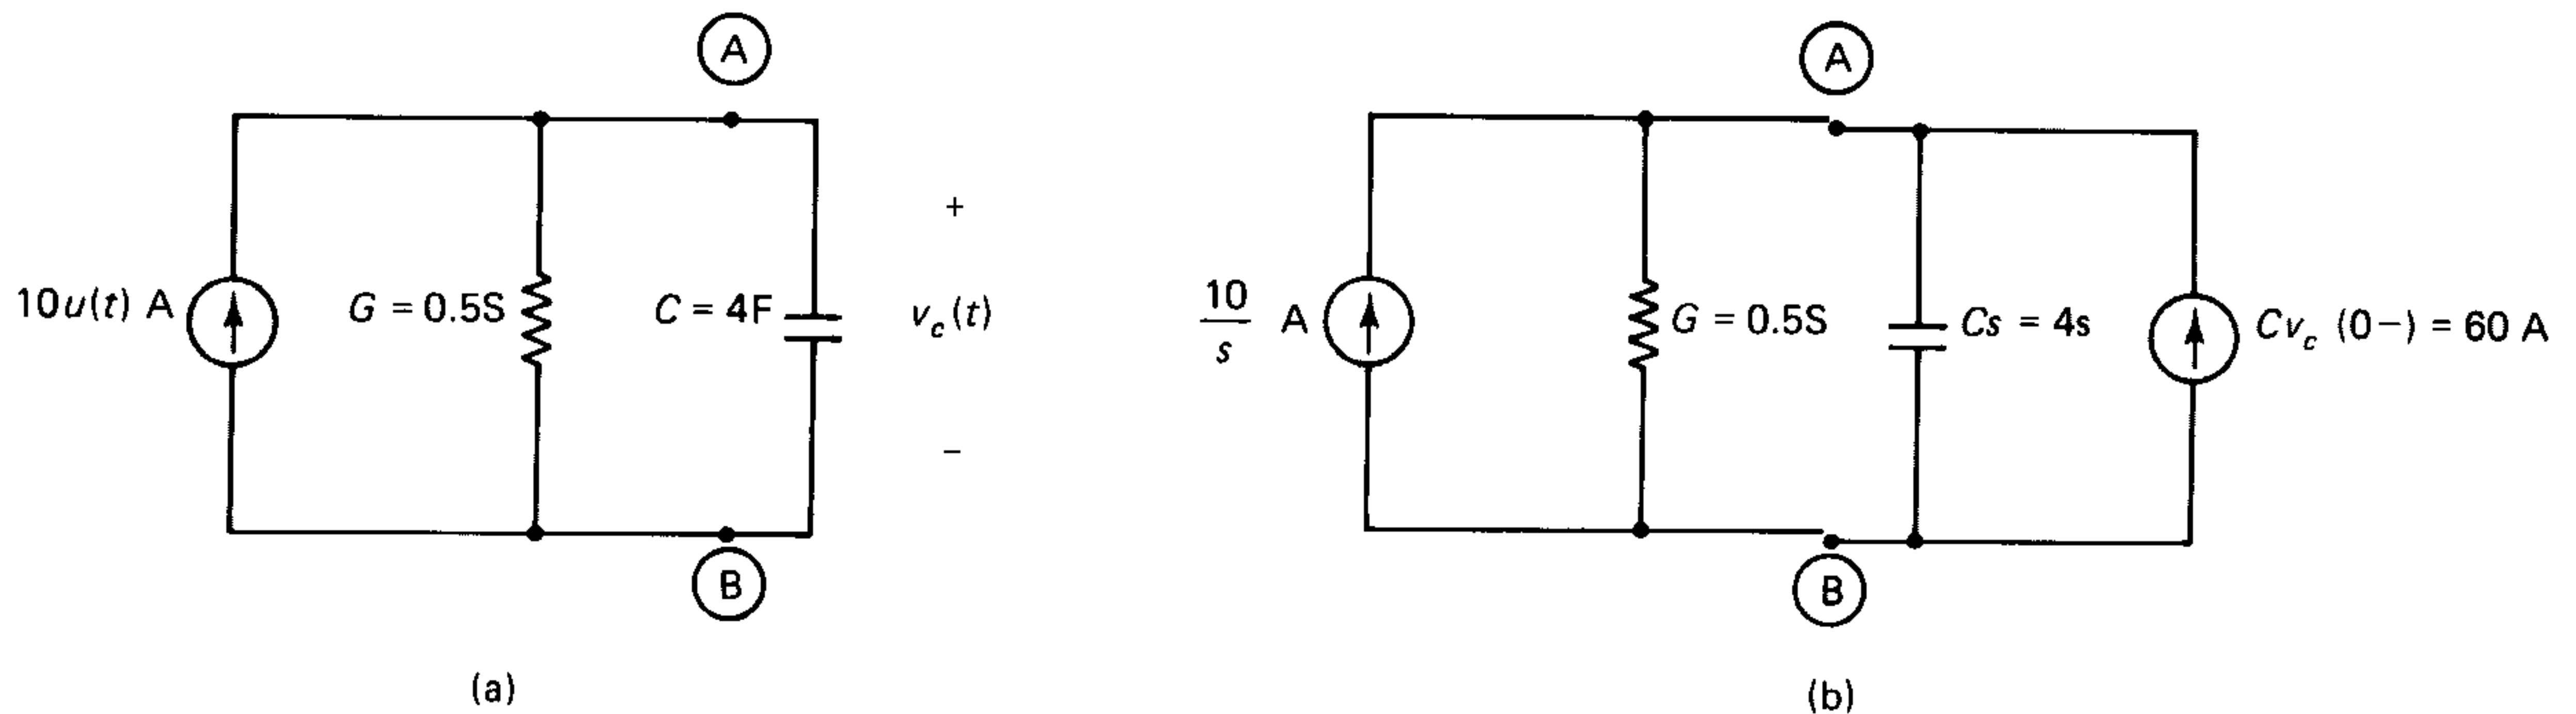 A
+
10u(t) A
G = 0.5S
C = 4F
v_c(t)
−
B
(a)
A
10/s A
G = 0.5S
Cs = 4s
Cv_c (0−) = 60 A
B
(b)